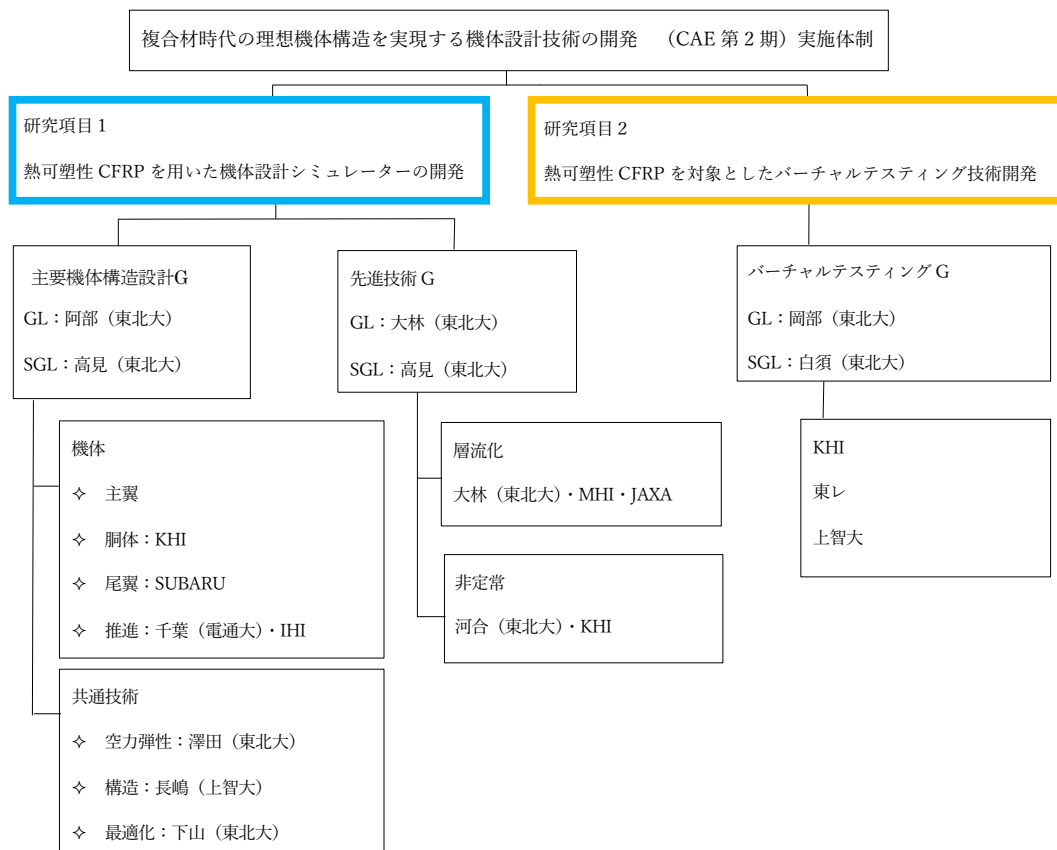 複合材時代の理想機体構造を実現する機体設計技術の開発 （CAE 第 2 期）実施体制
研究項目 1
熱可塑性 CFRP を用いた機体設計シミュレーターの開発
研究項目 2
熱可塑性 CFRP を対象としたバーチャルテスティング技術開発
主要機体構造設計G
GL：阿部（東北大）
SGL：高見（東北大）
先進技術 G
GL：大林（東北大）
SGL：高見（東北大）
バーチャルテスティング G
GL：岡部（東北大）
SGL：白須（東北大）
機体
✧ 主翼
✧ 胴体：KHI
✧ 尾翼：SUBARU
✧ 推進：千葉（電通大）・IHI
共通技術
✧ 空力弾性：澤田（東北大）
✧ 構造：長嶋（上智大）
✧ 最適化：下山（東北大）
層流化
大林（東北大）・MHI・JAXA
非定常
河合（東北大）・KHI
KHI
東レ
上智大